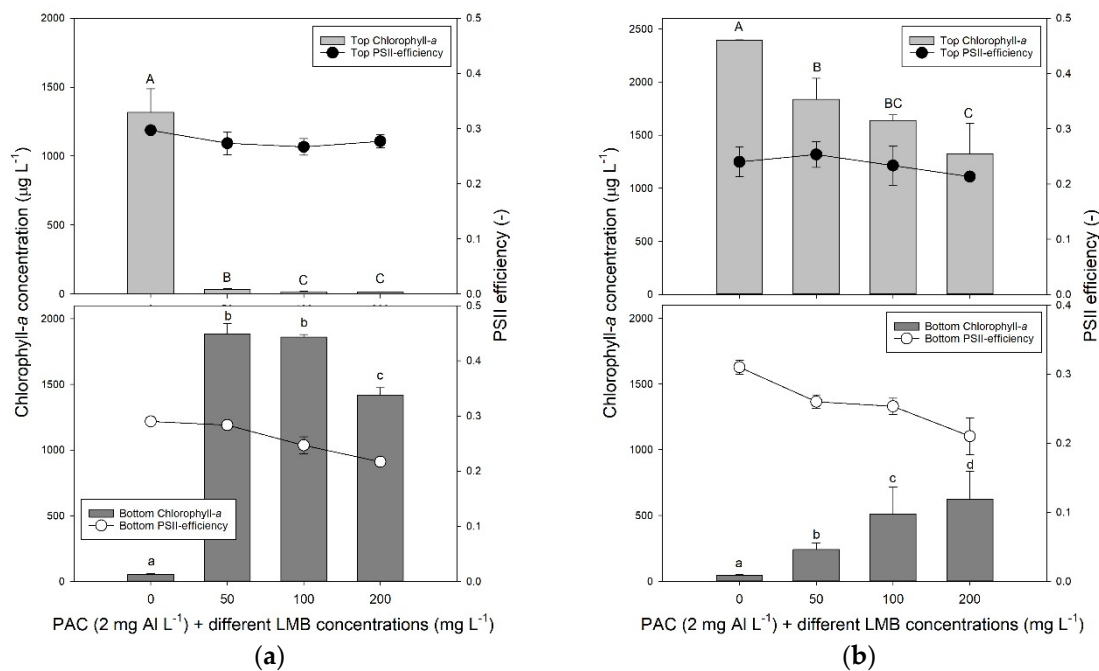 2000
1500
1000
500
0
Top Chlorophyll-a
Top PSII-efficiency
A
B
C
C
0.5
0.4
0.3
0.2
0.1
0.0
Chlorophyll-a concentration (µg L-1)
PSII efficiency (-)
2000
1500
1000
500
0
a
b
b
c
Bottom Chlorophyll-a
Bottom PSII-efficiency
0.5
0.4
0.3
0.2
0.1
0.0
0 50 100 200
PAC (2 mg Al L-1) + different LMB concentrations (mg L-1)
(a)
2500
2000
1500
1000
500
0
Top Chlorophyll-a
Top PSII-efficiency
A
B
BC
C
0.5
0.4
0.3
0.2
0.1
0.0
Chlorophyll-a concentration (µg L-1)
PSII efficiency (-)
2000
1500
1000
500
0
Bottom Chlorophyll-a
Bottom PSII-efficiency
a
b
c
d
0.4
0.3
0.2
0.1
0.0
0 50 100 200
PAC (2 mg Al L-1) + different LMB concentrations (mg L-1)
(b)